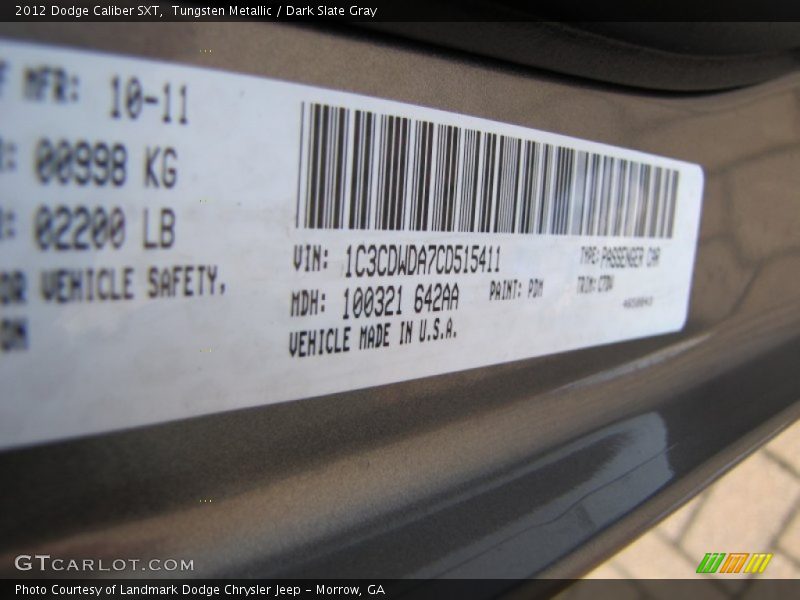 2012 Dodge Caliber SXT,  Tungsten Metallic / Dark Slate Gray
MFR: 10-11
00998 KG
02200 LB
VEHICLE SAFETY,
VIN: 1C3CDWDA7CD515411
TYPE: PASSENGER CAR
MDH: 100321 642AA
PAINT: PDM
TRIM:
VEHICLE MADE IN U.S.A.
GTCARLOT.COM
Photo Courtesy of Landmark Dodge Chrysler Jeep – Morrow, GA